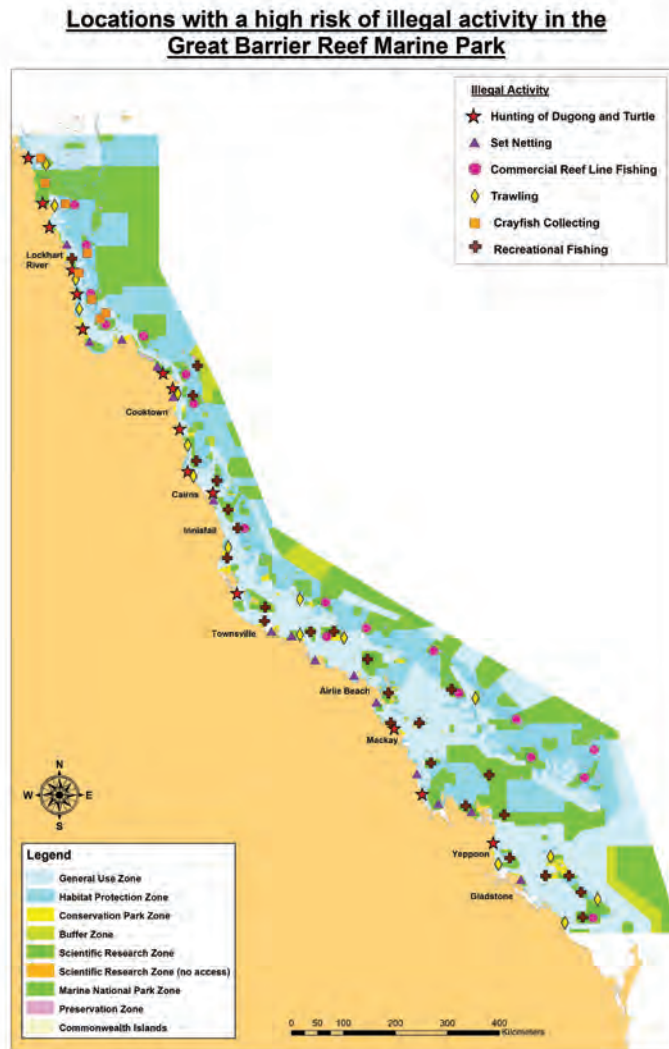 Locations with a high risk of illegal activity in the
Great Barrier Reef Marine Park
Illegal Activity
Hunting of Dugong and Turtle
Set Netting
Commercial Reef Line Fishing
Trawling
Crayfish Collecting
Recreational Fishing
Lockhart
River
Cooktown
Cairns
Innisfail
Townsville
Airlie Beach
Mackay
N
W
E
S
Yeppoon
Gladstone
Legend
General Use Zone
Habitat Protection Zone
Conservation Park Zone
Buffer Zone
Scientific Research Zone
Scientific Research Zone (no access)
Marine National Park Zone
Preservation Zone
Commonwealth Islands
0 50 100 200 300 400
Kilometers